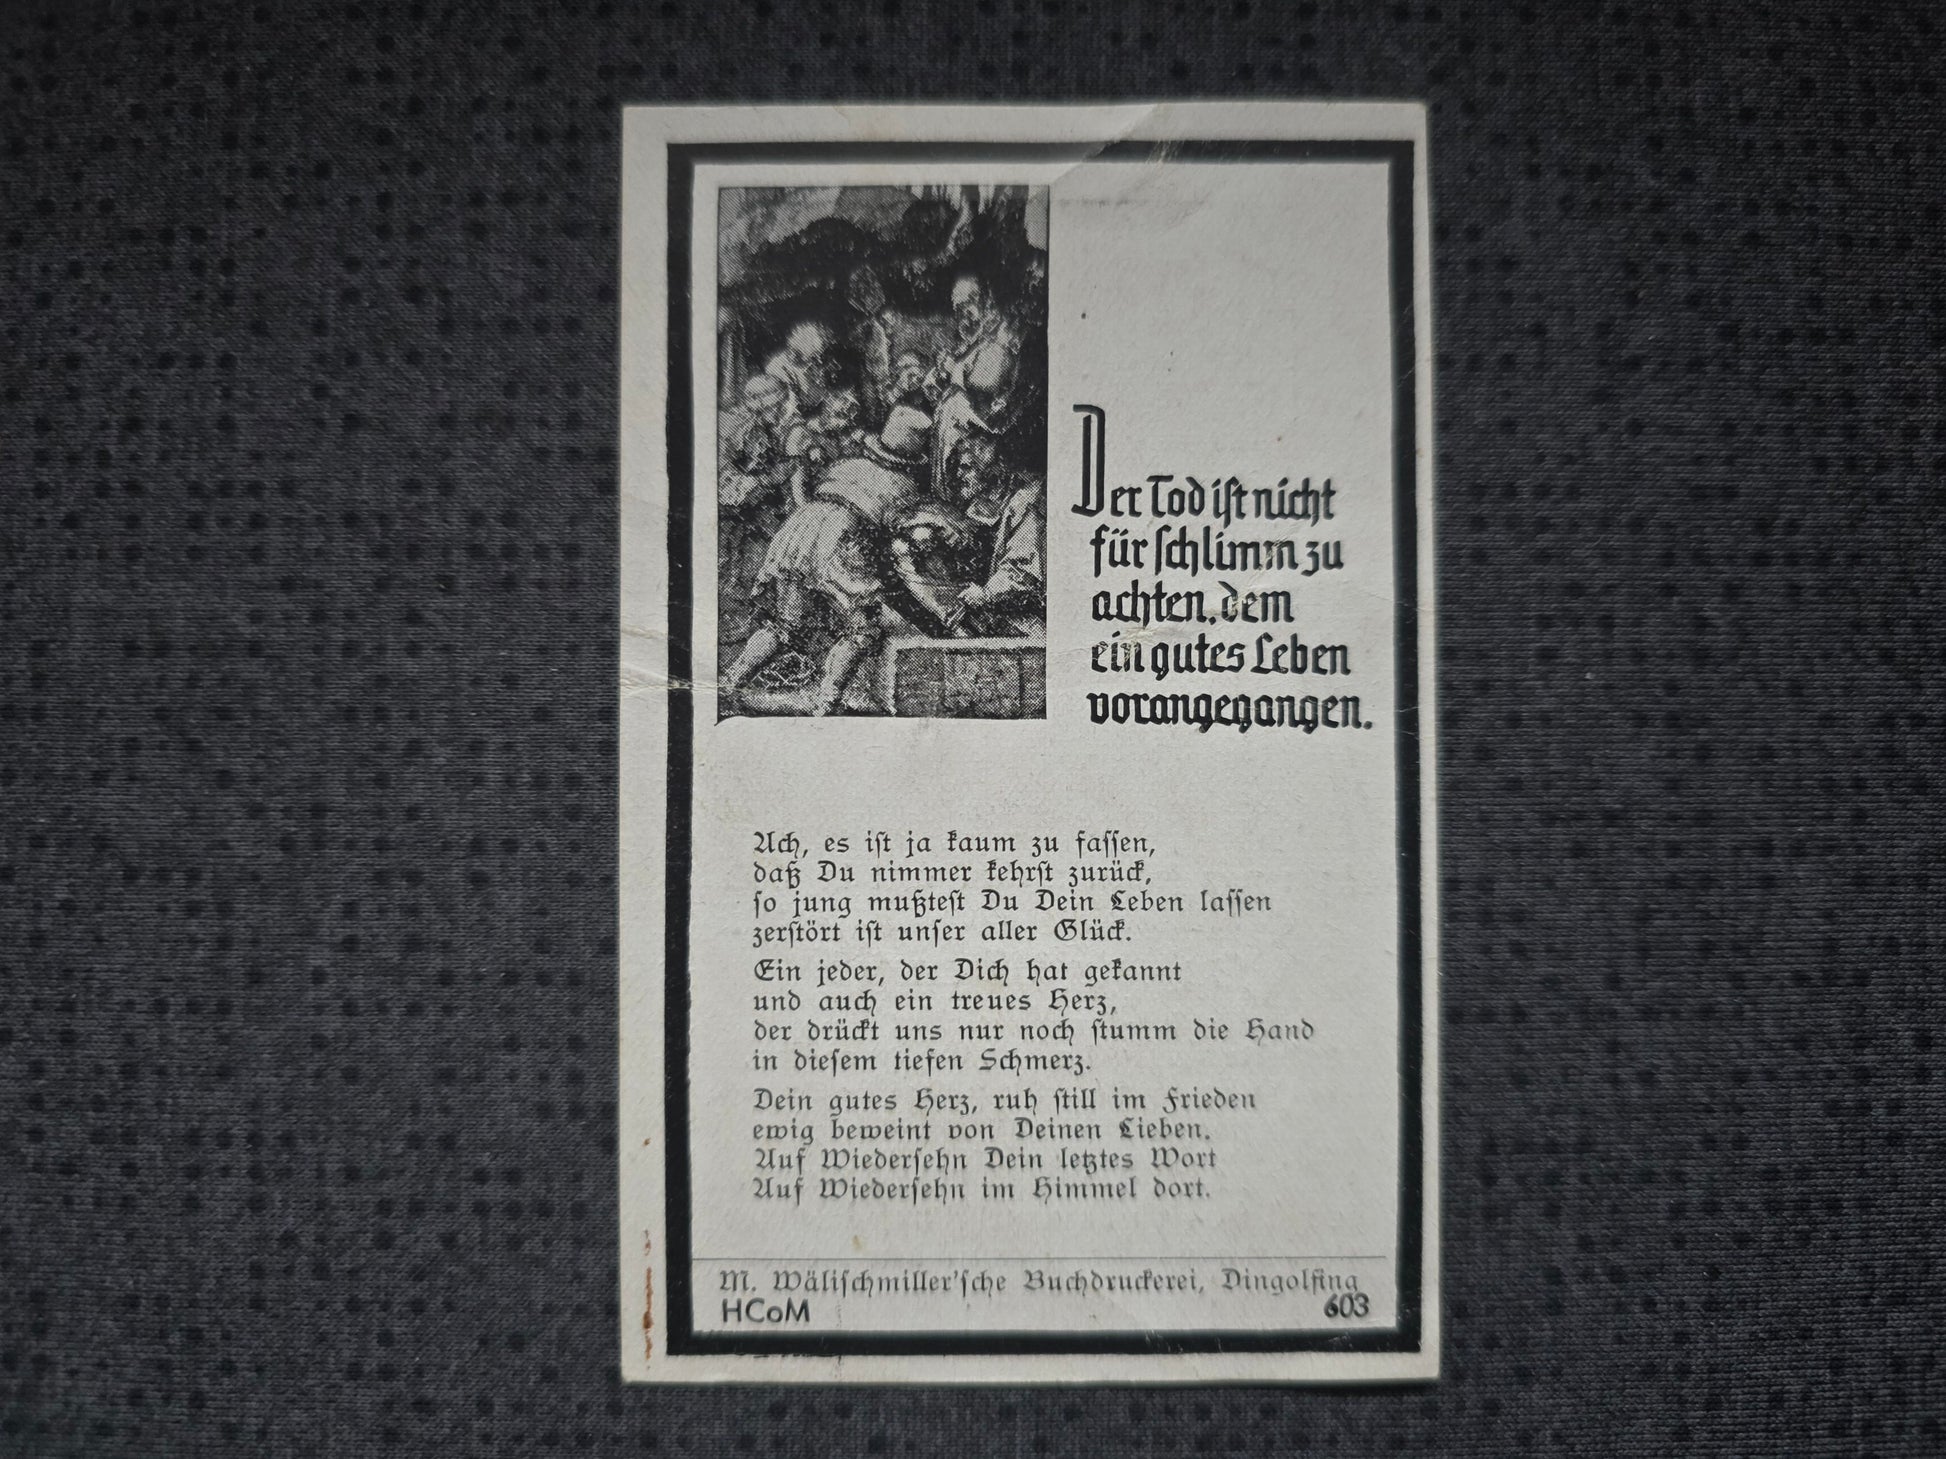 Der Tod ist nicht
für schlimm zu
achten, dem
ein gutes Leben
vorangegangen.
Ach, es ist ja kaum zu fassen,
daß Du nimmer kehrst zurück,
so jung mußtest Du Dein Leben lassen
zerstört ist unser aller Glück.
Ein jeder, der Dich hat gekannt
und auch ein treues Herz,
der drückt uns nur noch stumm die Hand
in diesem tiefen Schmerz.
Dein gutes Herz, ruh still im Frieden
ewig beweint von Deinen Lieben.
Auf Wiedersehn Dein letztes Wort
Auf Wiedersehn im Himmel dort.
M. Wälischmiller'sche Buchdruckerei, Dingolfing
HCoM 603